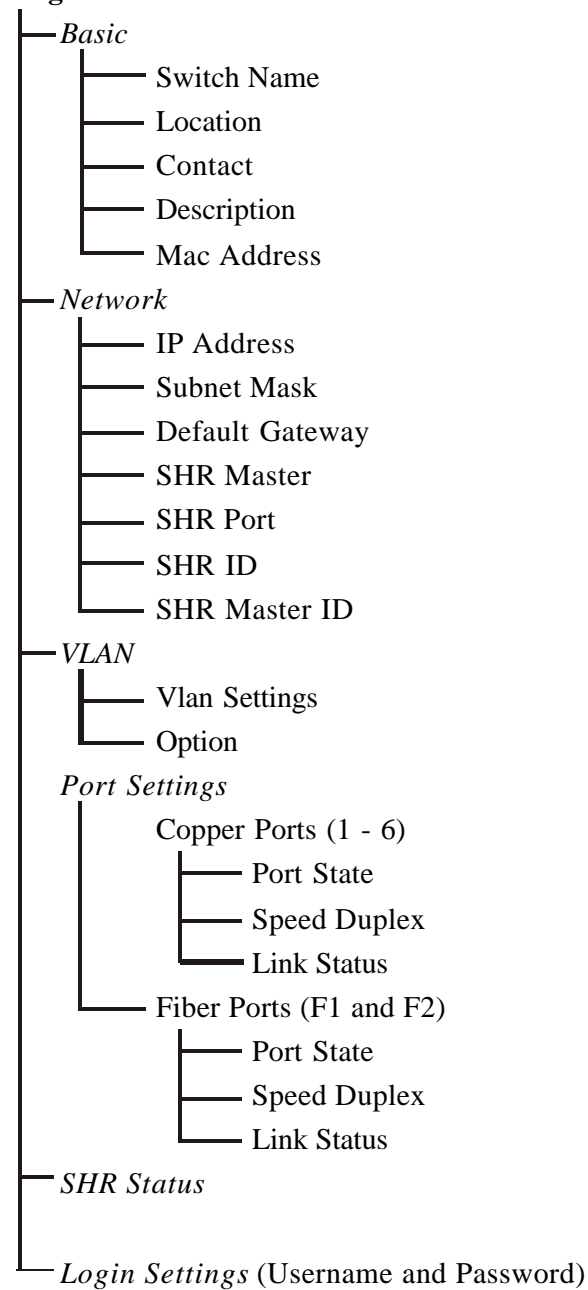 Basic
Switch Name
Location
Contact
Description
Mac Address
Network
IP Address
Subnet Mask
Default Gateway
SHR Master
SHR Port
SHR ID
SHR Master ID
VLAN
Vlan Settings
Option
Port Settings
Copper Ports (1 - 6)
Port State
Speed Duplex
Link Status
Fiber Ports (F1 and F2)
Port State
Speed Duplex
Link Status
SHR Status
Login Settings (Username and Password)